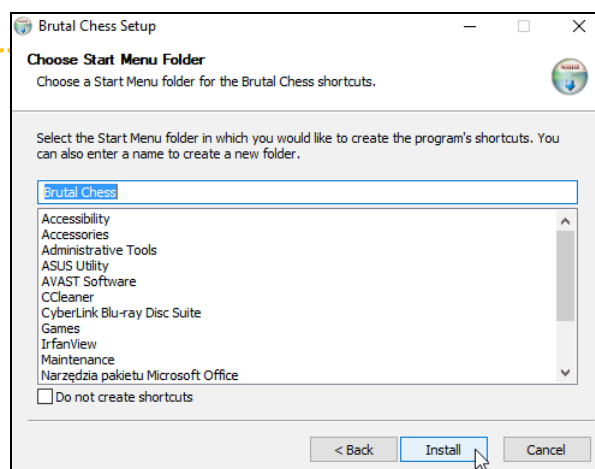 Brutal Chess Setup
Choose Start Menu Folder
Choose a Start Menu folder for the Brutal Chess shortcuts.
Select the Start Menu folder in which you would like to create the program's shortcuts. You
can also enter a name to create a new folder.
Brutal Chess
Accessibility
Accessories
Administrative Tools
ASUS Utility
AVAST Software
CCleaner
CyberLink Blu-ray Disc Suite
Games
IrfanView
Maintenance
Narzędzia pakietu Microsoft Office
Do not create shortcuts
< Back
Install
Cancel